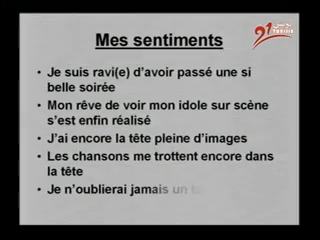 Mes sentiments
• Je suis ravi(e) d'avoir passé une si
belle soirée
• Mon rêve de voir mon idole sur scène
s'est enfin réalisé
• J'ai encore la tête pleine d'images
• Les chansons me trottent encore dans
la tête
• Je n'oublierai jamais un